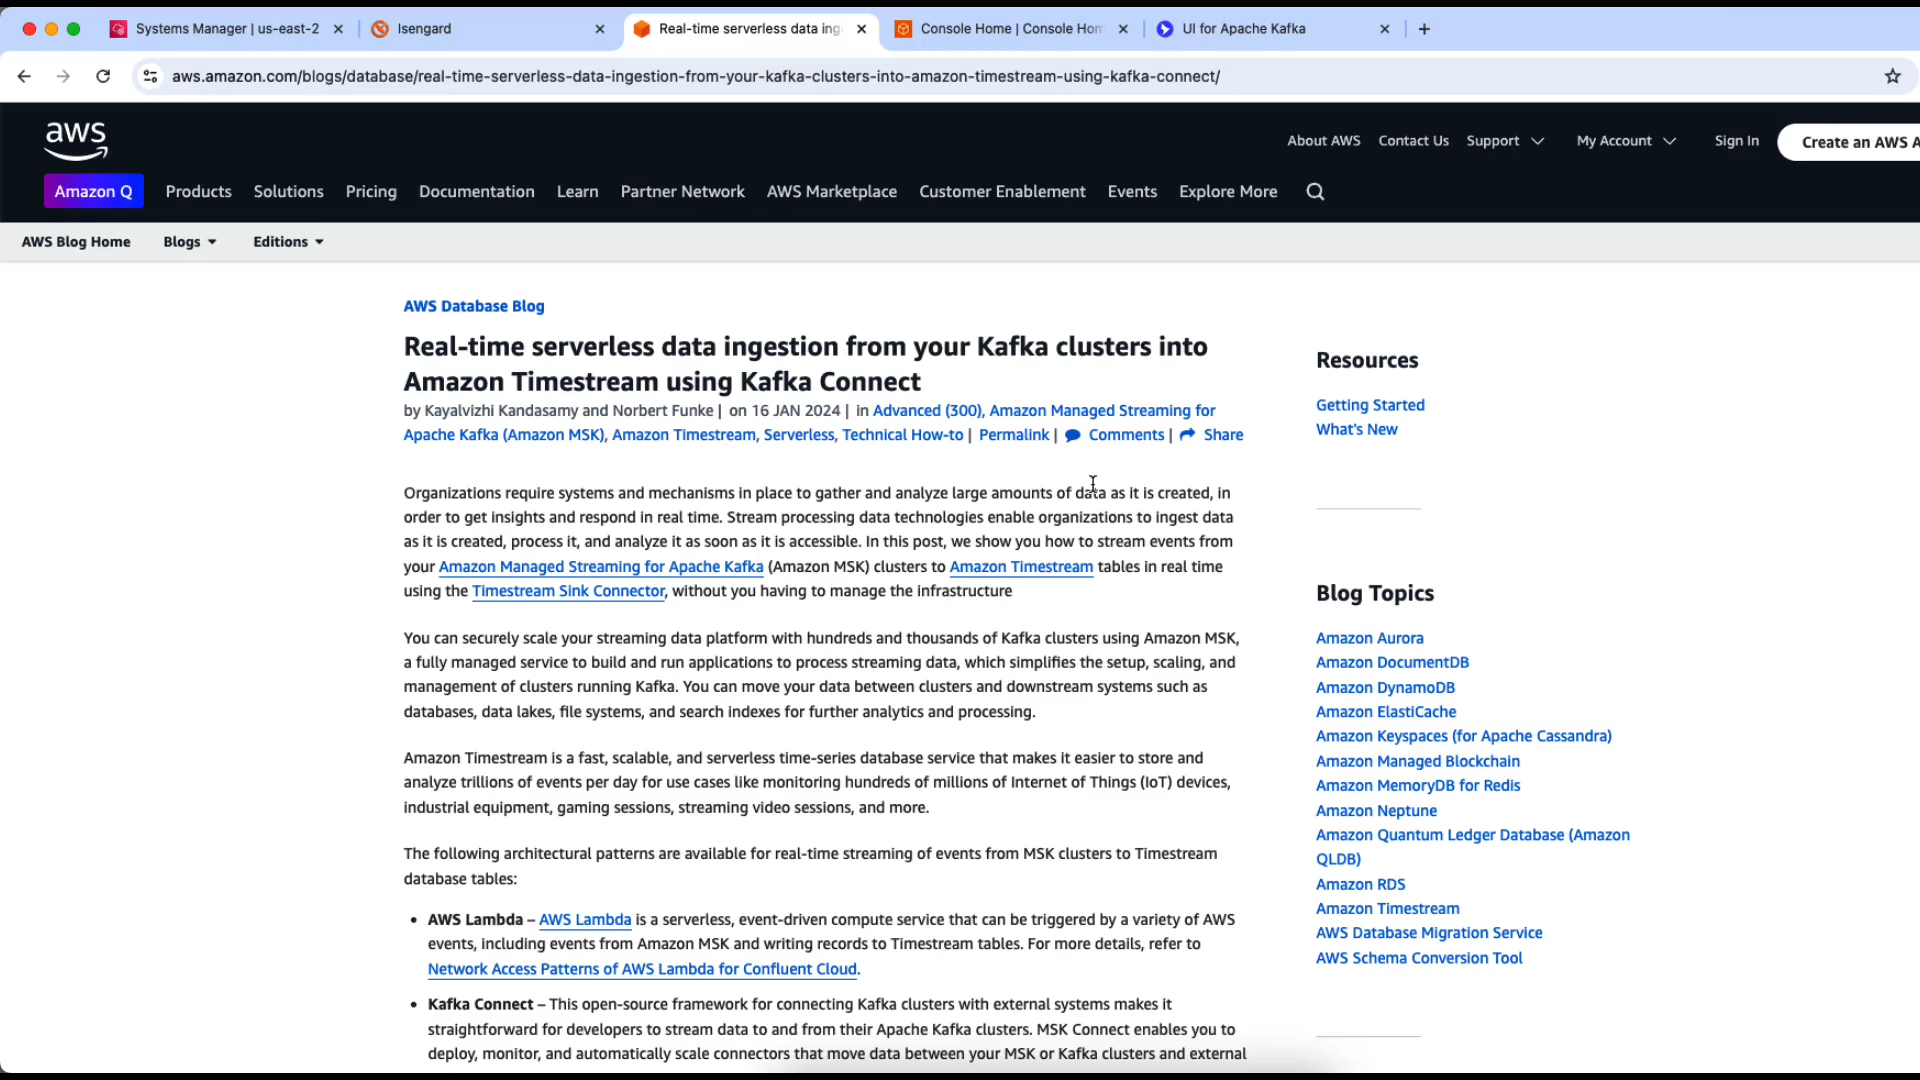 Systems Manager | us-east-2
Isengard
Real-time serverless data ing
Console Home | Console Hom
UI for Apache Kafka
aws.amazon.com/blogs/database/real-time-serverless-data-ingestion-from-your-kafka-clusters-into-amazon-timestream-using-kafka-connect/
aws
About AWS Contact Us Support My Account Sign In Create an AWS A
Amazon Q Products Solutions Pricing Documentation Learn Partner Network AWS Marketplace Customer Enablement Events Explore More
AWS Blog Home Blogs Editions
AWS Database Blog
Real-time serverless data ingestion from your Kafka clusters into
Amazon Timestream using Kafka Connect
by Kayalvizhi Kandasamy and Norbert Funke | on 16 JAN 2024 | in Advanced (300), Amazon Managed Streaming for
Apache Kafka (Amazon MSK), Amazon Timestream, Serverless, Technical How-to | Permalink | Comments | Share
Organizations require systems and mechanisms in place to gather and analyze large amounts of data as it is created, in
order to get insights and respond in real time. Stream processing data technologies enable organizations to ingest data
as it is created, process it, and analyze it as soon as it is accessible. In this post, we show you how to stream events from
your Amazon Managed Streaming for Apache Kafka (Amazon MSK) clusters to Amazon Timestream tables in real time
using the Timestream Sink Connector, without you having to manage the infrastructure
You can securely scale your streaming data platform with hundreds and thousands of Kafka clusters using Amazon MSK,
a fully managed service to build and run applications to process streaming data, which simplifies the setup, scaling, and
management of clusters running Kafka. You can move your data between clusters and downstream systems such as
databases, data lakes, file systems, and search indexes for further analytics and processing.
Amazon Timestream is a fast, scalable, and serverless time-series database service that makes it easier to store and
analyze trillions of events per day for use cases like monitoring hundreds of millions of Internet of Things (IoT) devices,
industrial equipment, gaming sessions, streaming video sessions, and more.
The following architectural patterns are available for real-time streaming of events from MSK clusters to Timestream
database tables:
• AWS Lambda – AWS Lambda is a serverless, event-driven compute service that can be triggered by a variety of AWS
events, including events from Amazon MSK and writing records to Timestream tables. For more details, refer to
Network Access Patterns of AWS Lambda for Confluent Cloud.
• Kafka Connect – This open-source framework for connecting Kafka clusters with external systems makes it
straightforward for developers to stream data to and from their Apache Kafka clusters. MSK Connect enables you to
deploy, monitor, and automatically scale connectors that move data between your MSK or Kafka clusters and external
Resources
Getting Started
What's New
Blog Topics
Amazon Aurora
Amazon DocumentDB
Amazon DynamoDB
Amazon ElastiCache
Amazon Keyspaces (for Apache Cassandra)
Amazon Managed Blockchain
Amazon MemoryDB for Redis
Amazon Neptune
Amazon Quantum Ledger Database (Amazon
QLDB)
Amazon RDS
Amazon Timestream
AWS Database Migration Service
AWS Schema Conversion Tool